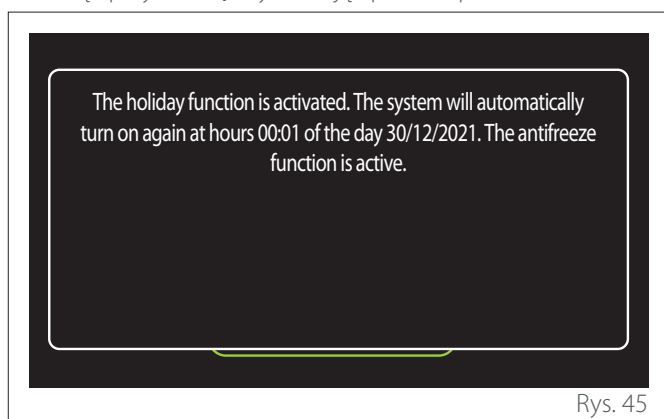 The holiday function is activated. The system will automatically
turn on again at hours 00:01 of the day 30/12/2021. The antifreeze
function is active.
Rys. 45